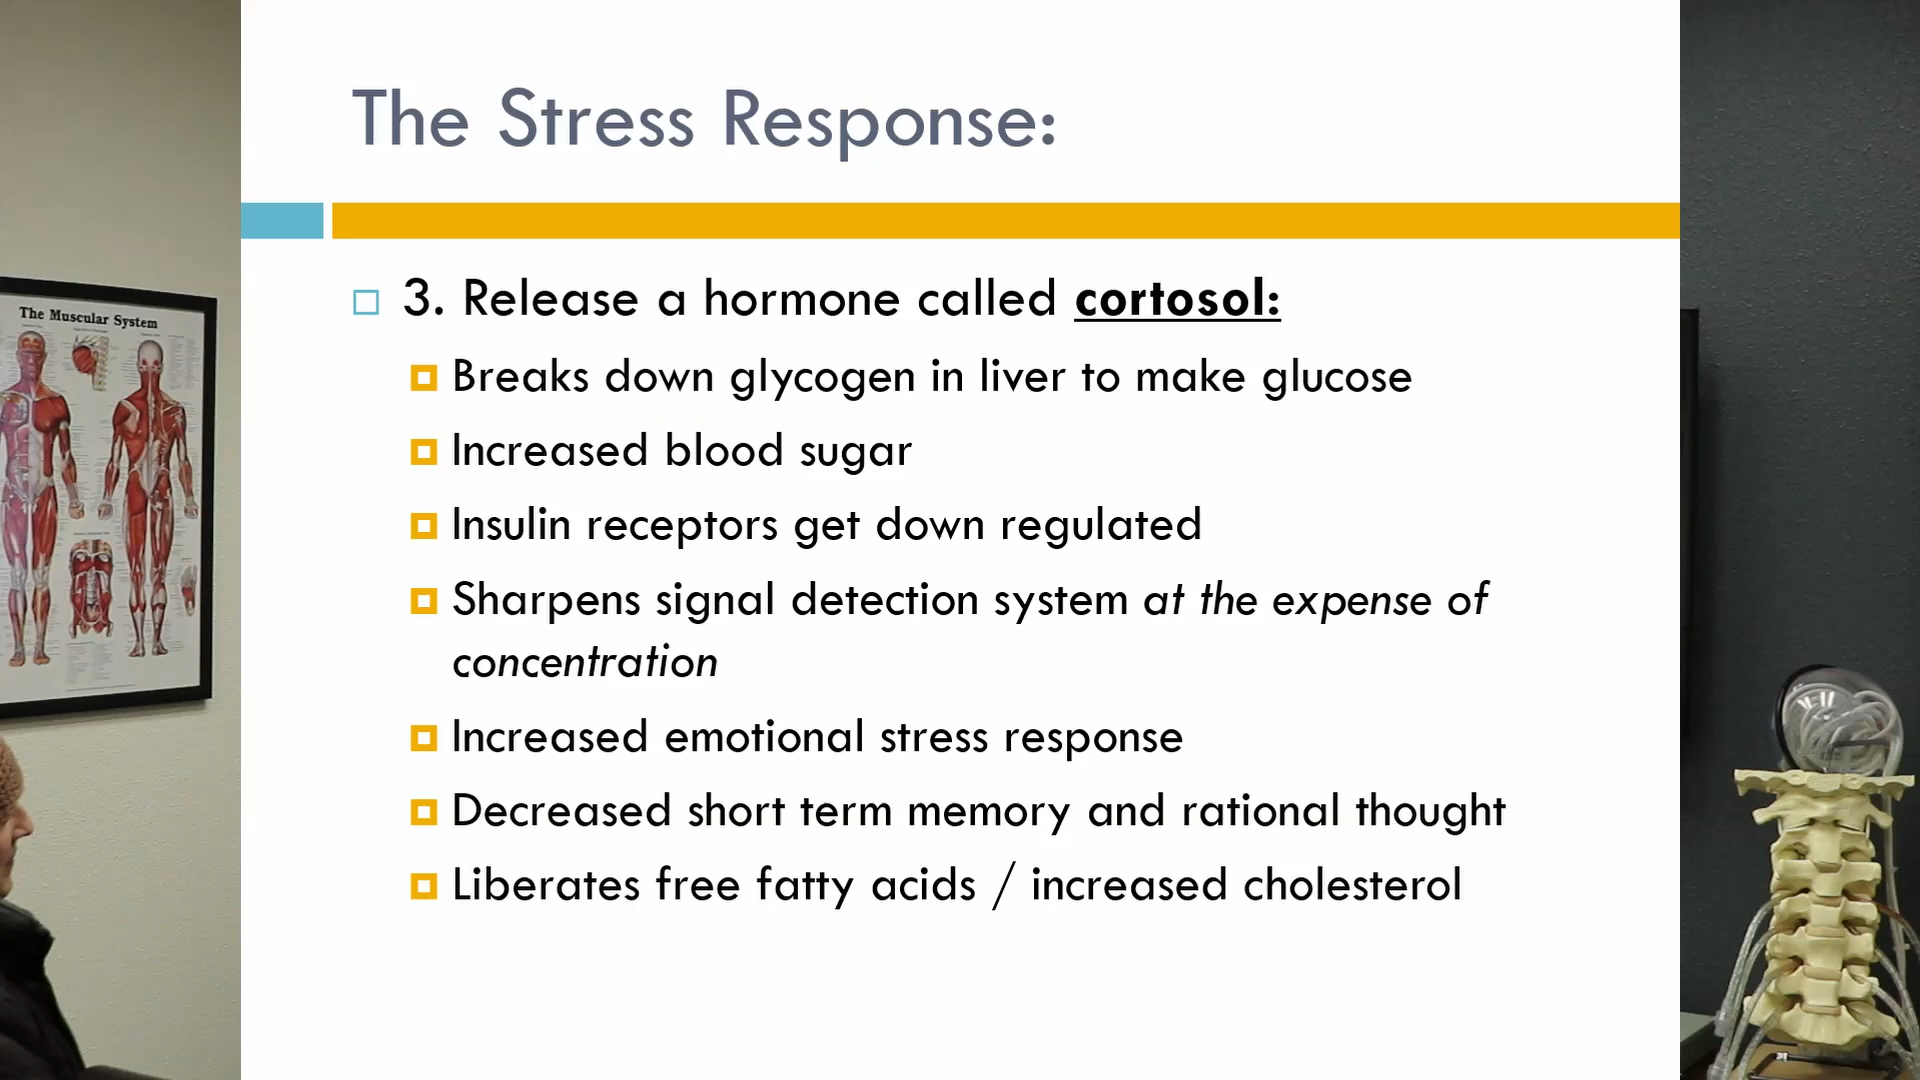 The Stress Response:
3. Release a hormone called cortosol:
Breaks down glycogen in liver to make glucose
Increased blood sugar
Insulin receptors get down regulated
Sharpens signal detection system at the expense of
concentration
Increased emotional stress response
Decreased short term memory and rational thought
Liberates free fatty acids / increased cholesterol
The Muscular System